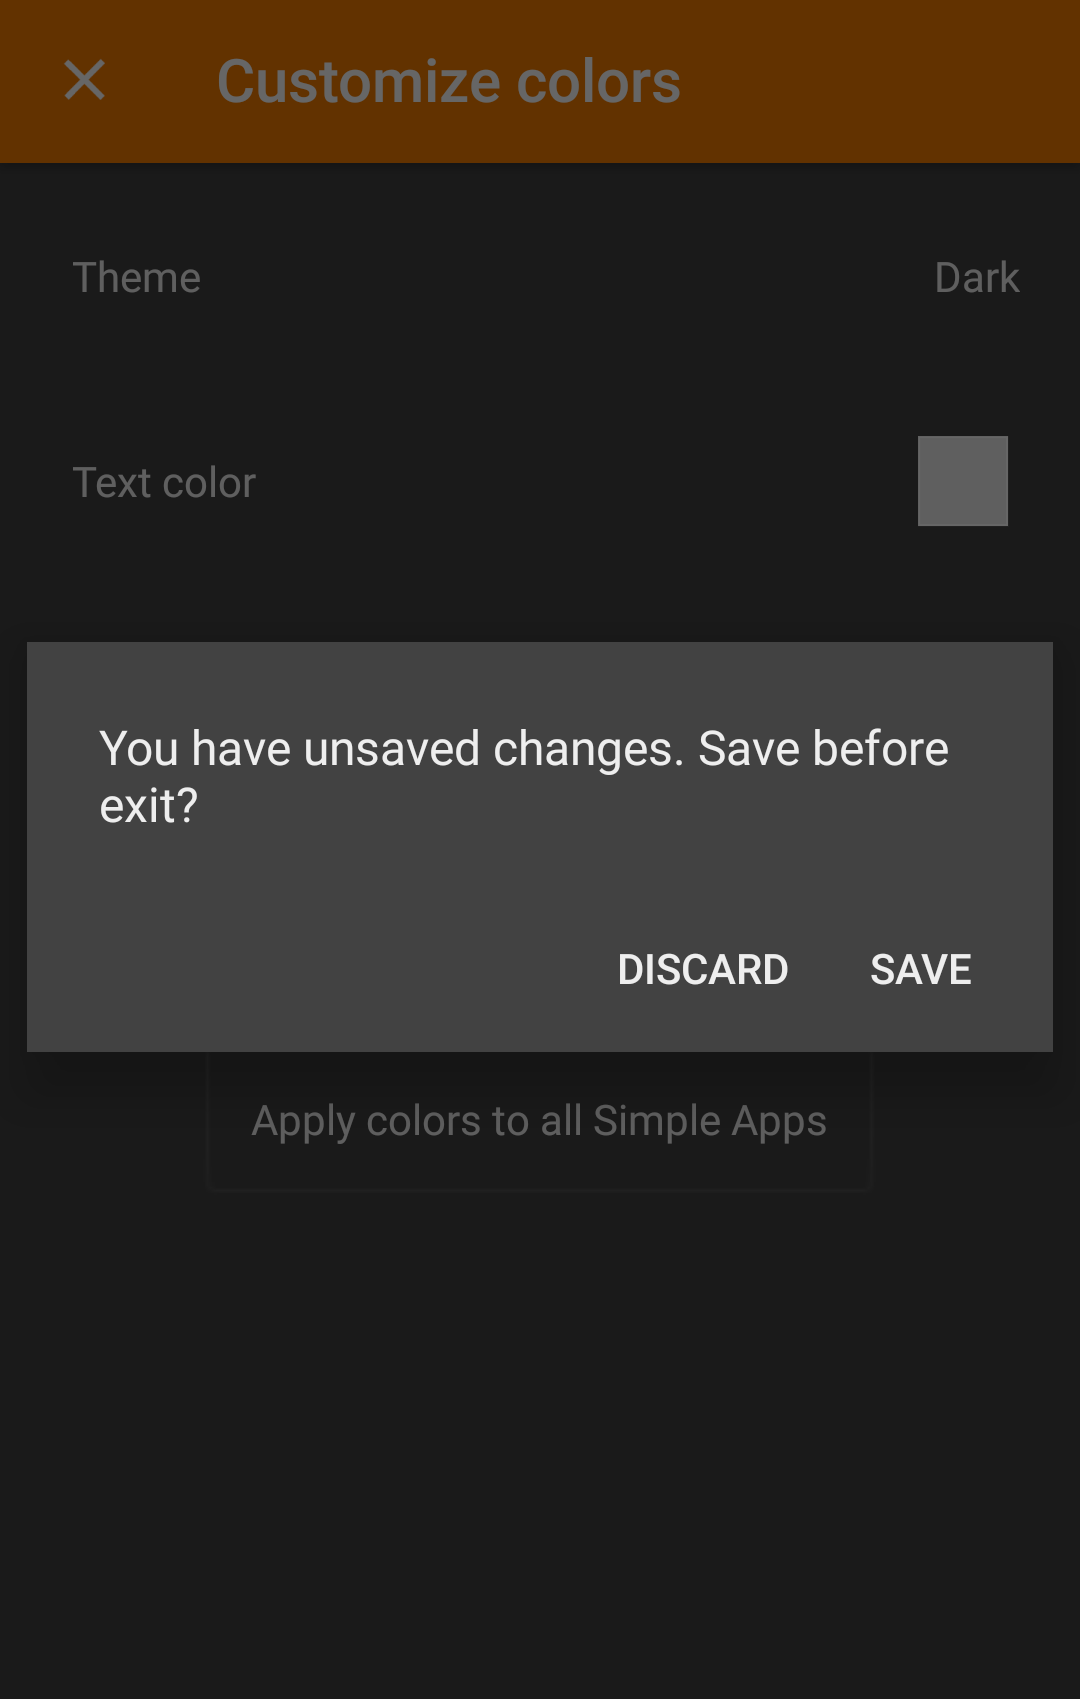 Customize colors
Theme
Dark
Text color
You have unsaved changes. Save before
exit?
DISCARD
SAVE
Apply colors to all Simple Apps